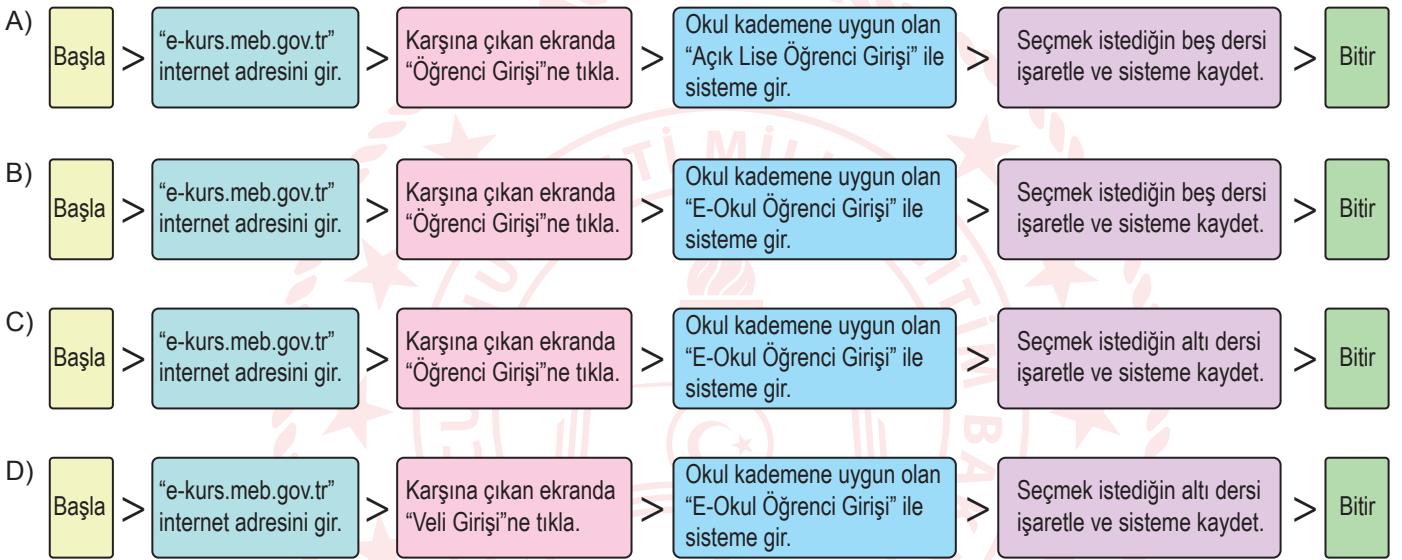 A)
Başla > “e-kurs.meb.gov.tr” internet adresini gir. > Karşına çıkan ekranda “Öğrenci Girişi”ne tıkla. > Okul kademene uygun olan “Açık Lise Öğrenci Girişi” ile sisteme gir. > Seçmek istediğin beş dersi işaretle ve sisteme kaydet. > Bitir
B)
Başla > “e-kurs.meb.gov.tr” internet adresini gir. > Karşına çıkan ekranda “Öğrenci Girişi”ne tıkla. > Okul kademene uygun olan “E-Okul Öğrenci Girişi” ile sisteme gir. > Seçmek istediğin beş dersi işaretle ve sisteme kaydet. > Bitir
C)
Başla > “e-kurs.meb.gov.tr” internet adresini gir. > Karşına çıkan ekranda “Öğrenci Girişi”ne tıkla. > Okul kademene uygun olan “E-Okul Öğrenci Girişi” ile sisteme gir. > Seçmek istediğin altı dersi işaretle ve sisteme kaydet. > Bitir
D)
Başla > “e-kurs.meb.gov.tr” internet adresini gir. > Karşına çıkan ekranda “Veli Girişi”ne tıkla. > Okul kademene uygun olan “E-Okul Öğrenci Girişi” ile sisteme gir. > Seçmek istediğin altı dersi işaretle ve sisteme kaydet. > Bitir